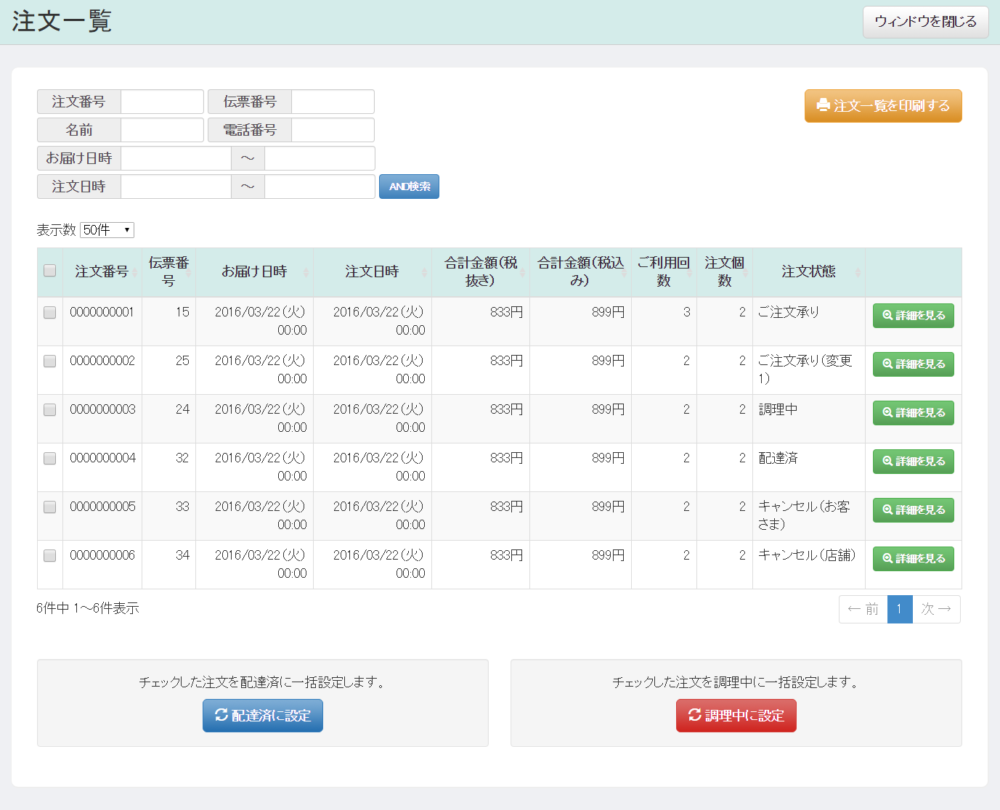 注文一覧
ウィンドウを閉じる
注文番号 伝票番号
注文一覧を印刷する
名前 電話番号
お届け日時 ～
注文日時 ～ AND検索
表示数 50件
注文番号 伝票番号 お届け日時 注文日時 合計金額(税抜き) 合計金額(税込み) ご利用回数 注文個数 注文状態
0000000001 15 2016/03/22(火) 00:00 2016/03/22(火) 00:00 833円 899円 3 2 ご注文承り 詳細を見る
0000000002 25 2016/03/22(火) 00:00 2016/03/22(火) 00:00 833円 899円 2 2 ご注文承り(変更1) 詳細を見る
0000000003 24 2016/03/22(火) 00:00 2016/03/22(火) 00:00 833円 899円 2 2 調理中 詳細を見る
0000000004 32 2016/03/22(火) 00:00 2016/03/22(火) 00:00 833円 899円 2 2 配達済 詳細を見る
0000000005 33 2016/03/22(火) 00:00 2016/03/22(火) 00:00 833円 899円 2 2 キャンセル(お客さま) 詳細を見る
0000000006 34 2016/03/22(火) 00:00 2016/03/22(火) 00:00 833円 899円 2 2 キャンセル(店舗) 詳細を見る
6件中 1～6件表示
← 前 1 次 →
チェックした注文を配達済に一括設定します。
配達済に設定
チェックした注文を調理中に一括設定します。
調理中に設定